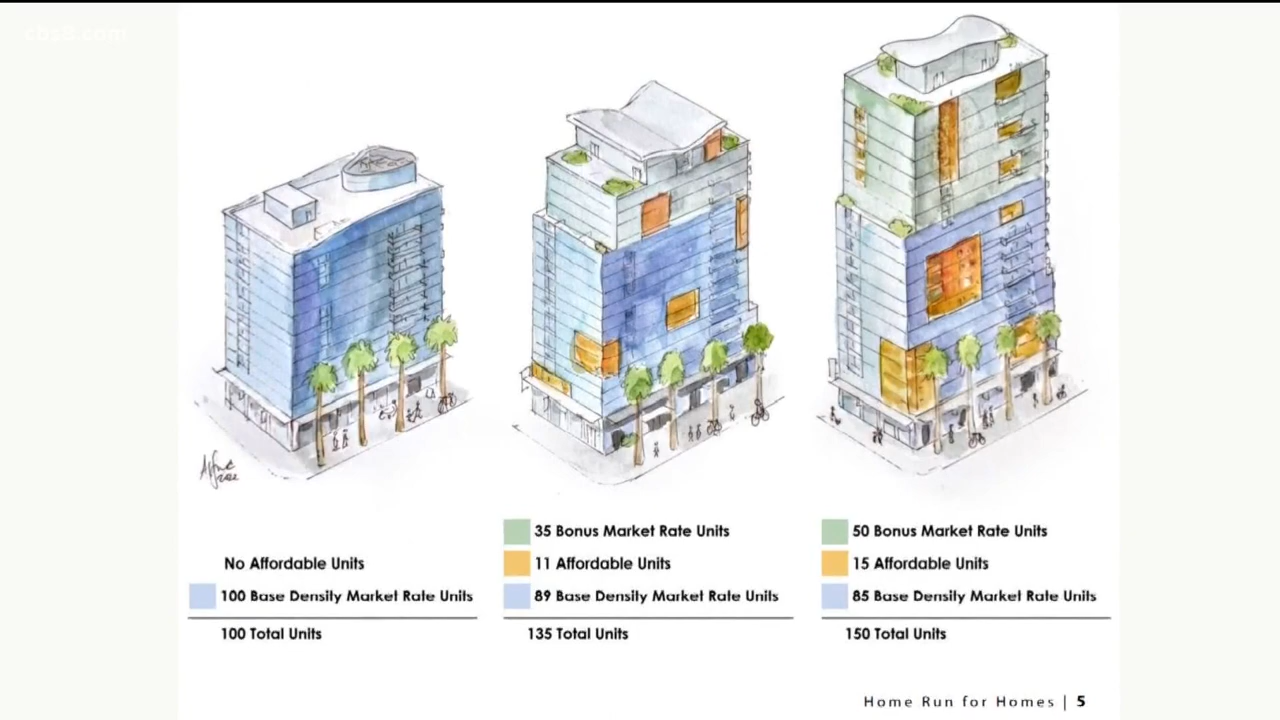 cbs8.com
35 Bonus Market Rate Units
50 Bonus Market Rate Units
No Affordable Units
11 Affordable Units
15 Affordable Units
100 Base Density Market Rate Units
89 Base Density Market Rate Units
85 Base Density Market Rate Units
100 Total Units
135 Total Units
150 Total Units
Home Run for Homes | 5